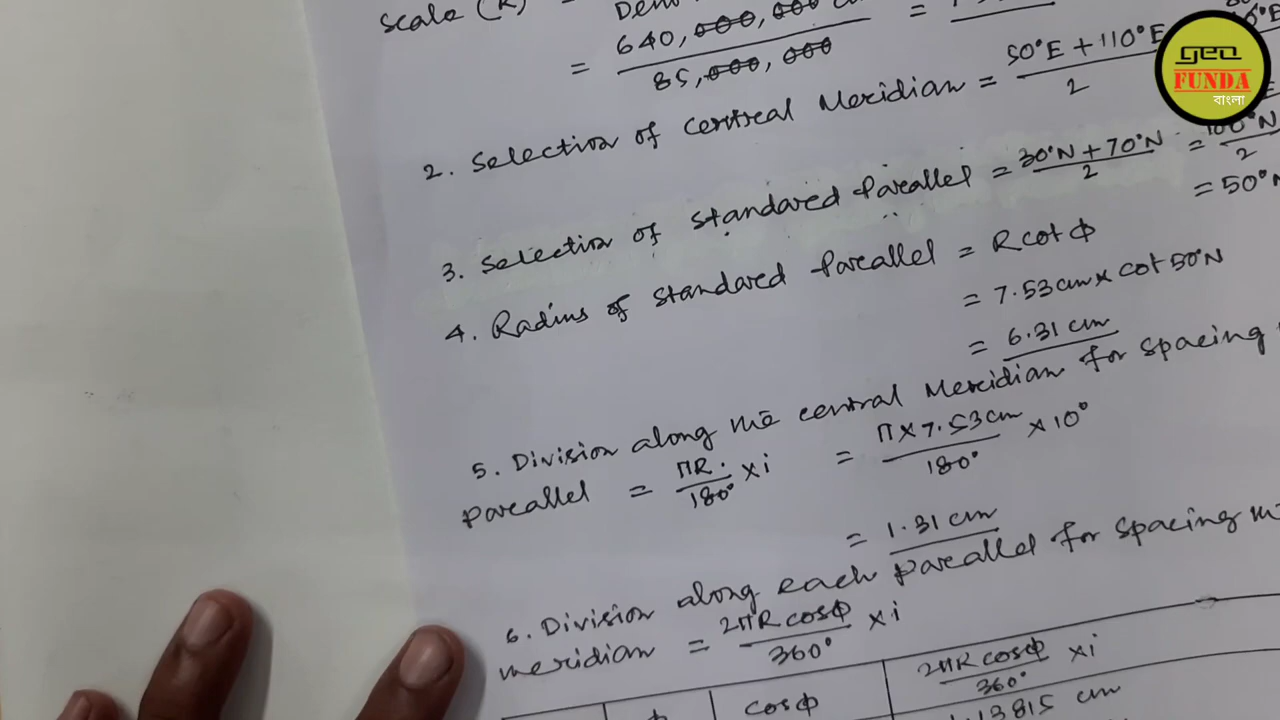 Scale (R) =
= 640,000,000 / 85,000,000 =
2. Selection of Central Meridian = 50°E + 110°E / 2
3. Selection of Standard Parallel = 30°N + 70°N / 2 = 100°N / 2
= 50°N
4. Radius of Standard Parallel = R cot Φ
= 7.53 cm x cot 50°N
= 6.31 cm
5. Division along the central Meridian for spacing
parallel = πR / 180° x i = π x 7.53 cm / 180° x 10°
= 1.31 cm
6. Division along each parallel for spacing
meridian = 2πR cosΦ / 360° x i
cosΦ 2πR cosΦ / 360° x i
13815 cm
geo
FUNDA
বাংলা